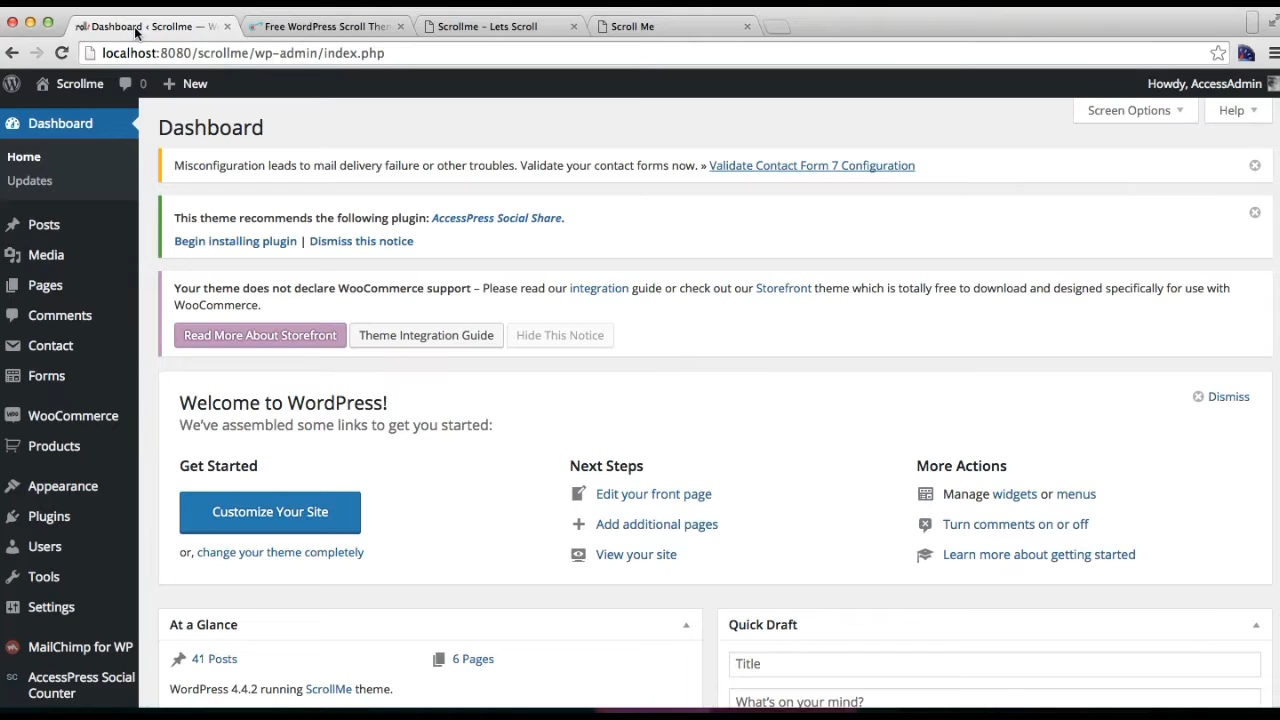 Dashboard ‹ Scrollme — W
Free WordPress Scroll Them
Scrollme – Lets Scroll
Scroll Me
localhost:8080/scrollme/wp-admin/index.php
Scrollme
0
New
Howdy, AccessAdmin
Dashboard
Home
Updates
Posts
Media
Pages
Comments
Contact
Forms
WooCommerce
Products
Appearance
Plugins
Users
Tools
Settings
MailChimp for WP
SC AccessPress Social
Counter
Screen Options
Help
Dashboard
Misconfiguration leads to mail delivery failure or other troubles. Validate your contact forms now. » Validate Contact Form 7 Configuration
This theme recommends the following plugin: AccessPress Social Share.
Begin installing plugin | Dismiss this notice
Your theme does not declare WooCommerce support – Please read our integration guide or check out our Storefront theme which is totally free to download and designed specifically for use with
WooCommerce.
Read More About Storefront
Theme Integration Guide
Hide This Notice
Welcome to WordPress!
Dismiss
We've assembled some links to get you started:
Get Started
Customize Your Site
or, change your theme completely
Next Steps
Edit your front page
Add additional pages
View your site
More Actions
Manage widgets or menus
Turn comments on or off
Learn more about getting started
At a Glance
41 Posts
6 Pages
WordPress 4.4.2 running ScrollMe theme.
Quick Draft
Title
What's on your mind?